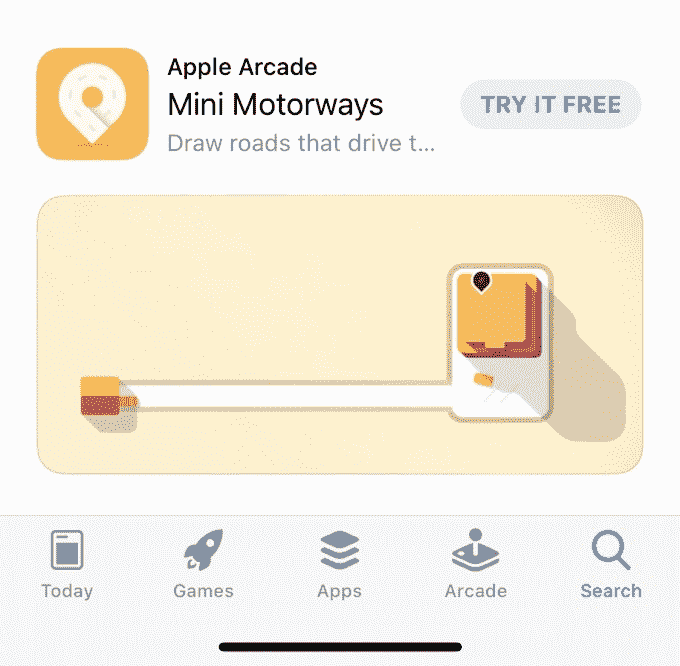 Apple Arcade
Mini Motorways
TRY IT FREE
Draw roads that drive t...
Today
Games
Apps
Arcade
Search